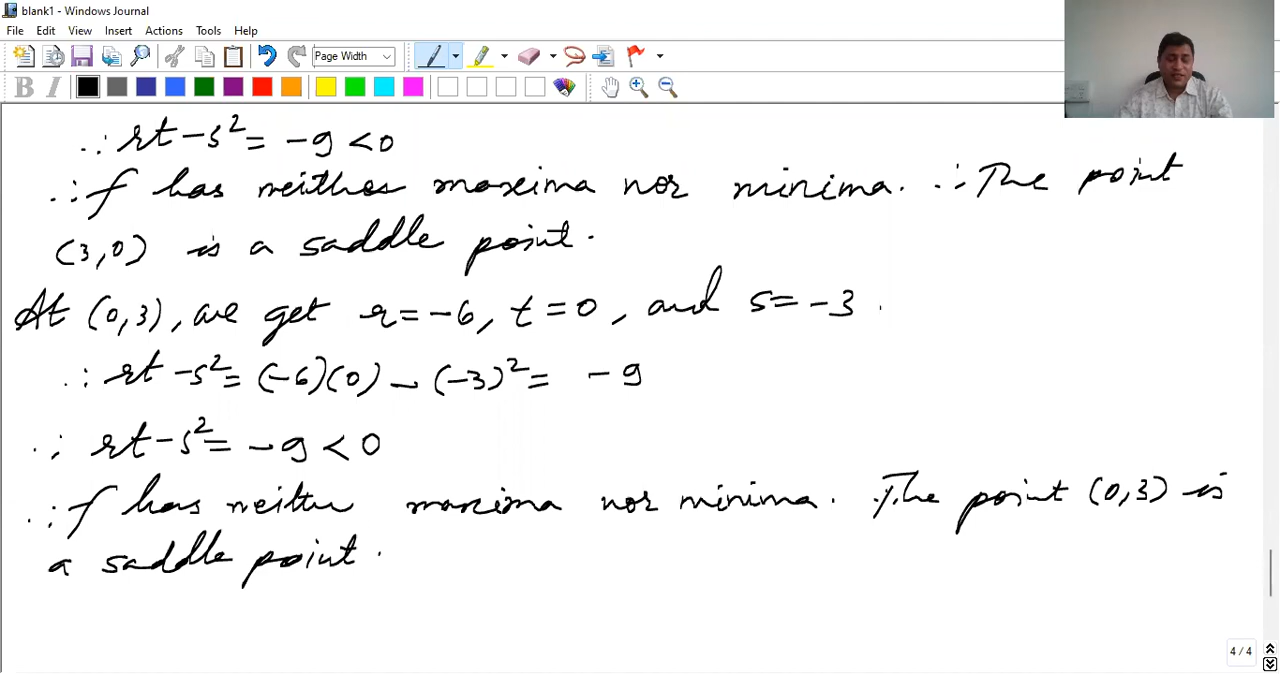 blank1 - Windows Journal
File Edit View Insert Actions Tools Help
Page Width
B I
∴ rt - s² = -9 < 0
∴ f has neither maxima nor minima. ∴ The point
(3,0) is a saddle point.
At (0,3), we get r = -6, t = 0, and s = -3.
∴ rt - s² = (-6)(0) - (-3)² = -9
∴ rt - s² = -9 < 0
∴ f has neither maxima nor minima. The point (0,3) is
a saddle point.
4 / 4